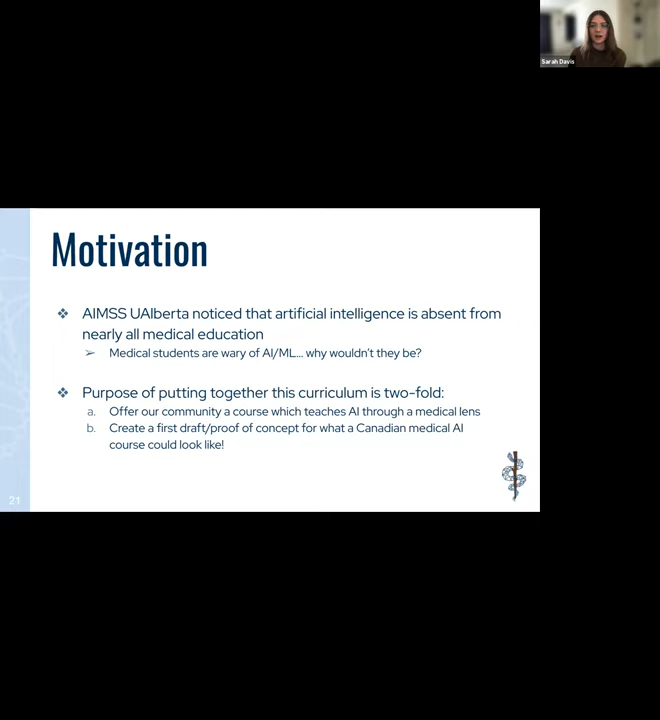 Sarah Davis
Motivation
❖ AIMSS UAlberta noticed that artificial intelligence is absent from
nearly all medical education
➢ Medical students are wary of AI/ML... why wouldn't they be?
❖ Purpose of putting together this curriculum is two-fold:
a. Offer our community a course which teaches AI through a medical lens
b. Create a first draft/proof of concept for what a Canadian medical AI
course could look like!
21